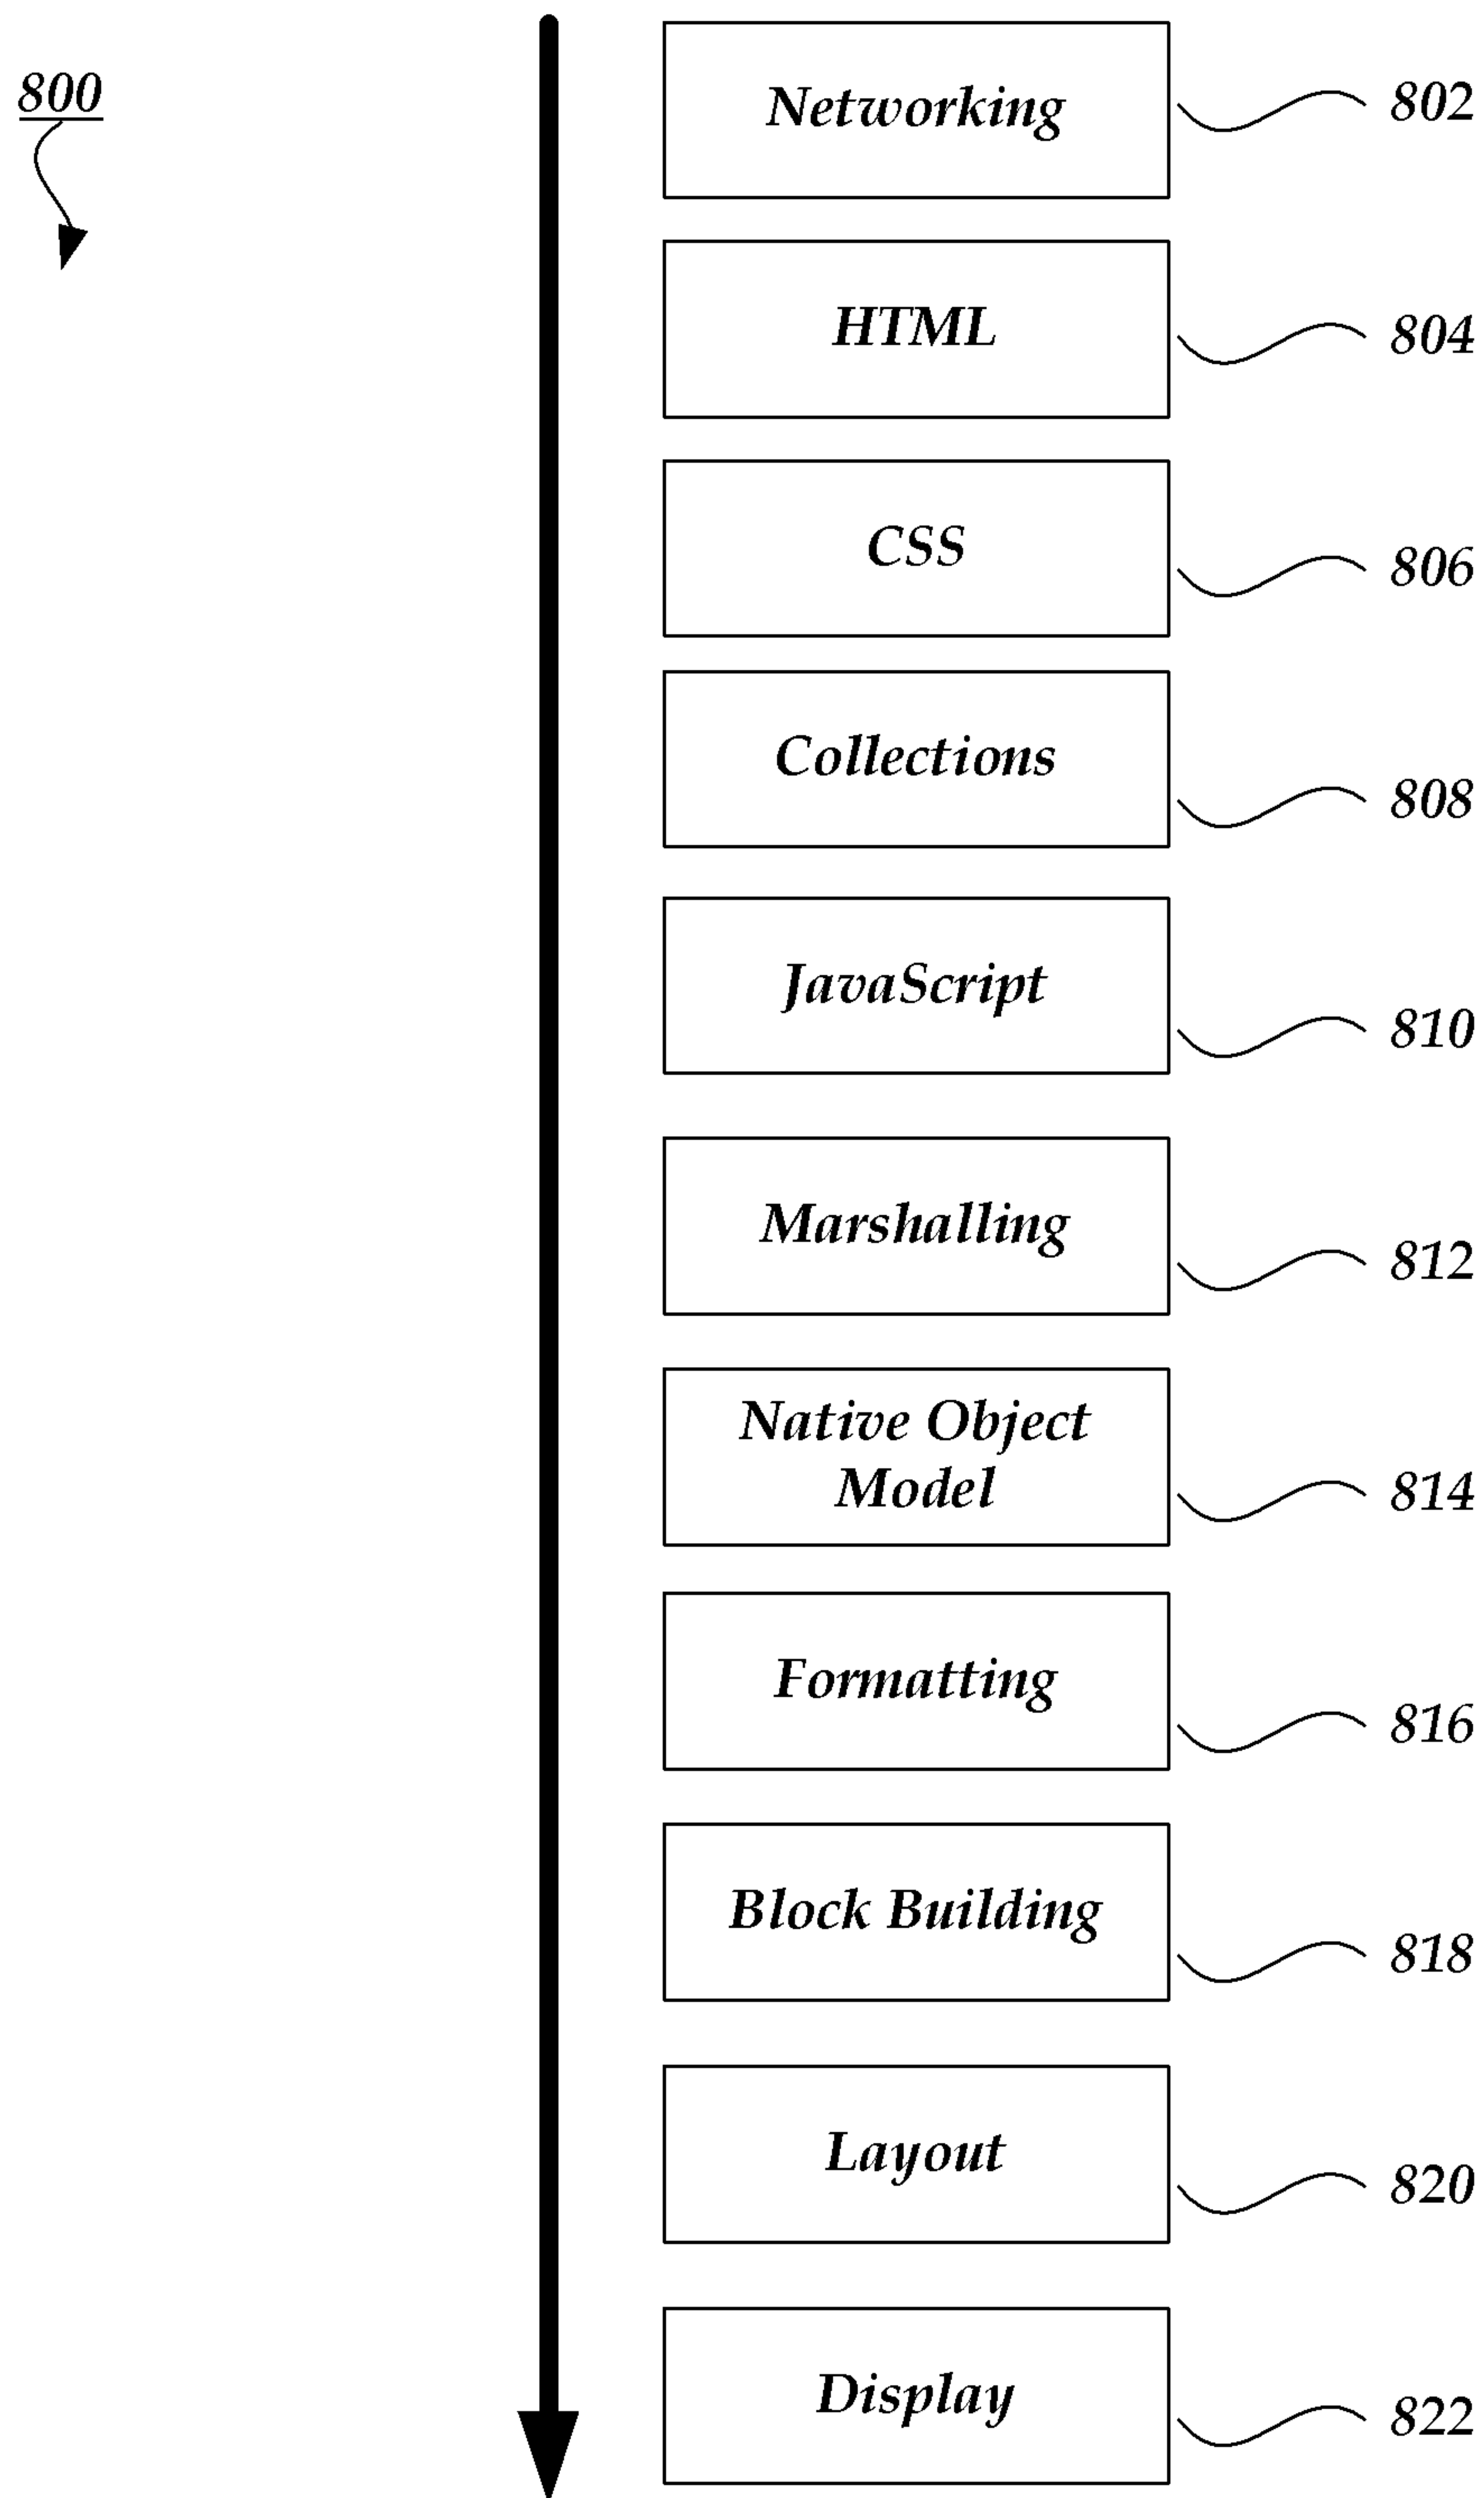 800
Networking
802
HTML
804
CSS
806
Collections
808
JavaScript
810
Marshalling
812
Native Object
Model
814
Formatting
816
Block Building
818
Layout
820
Display
822